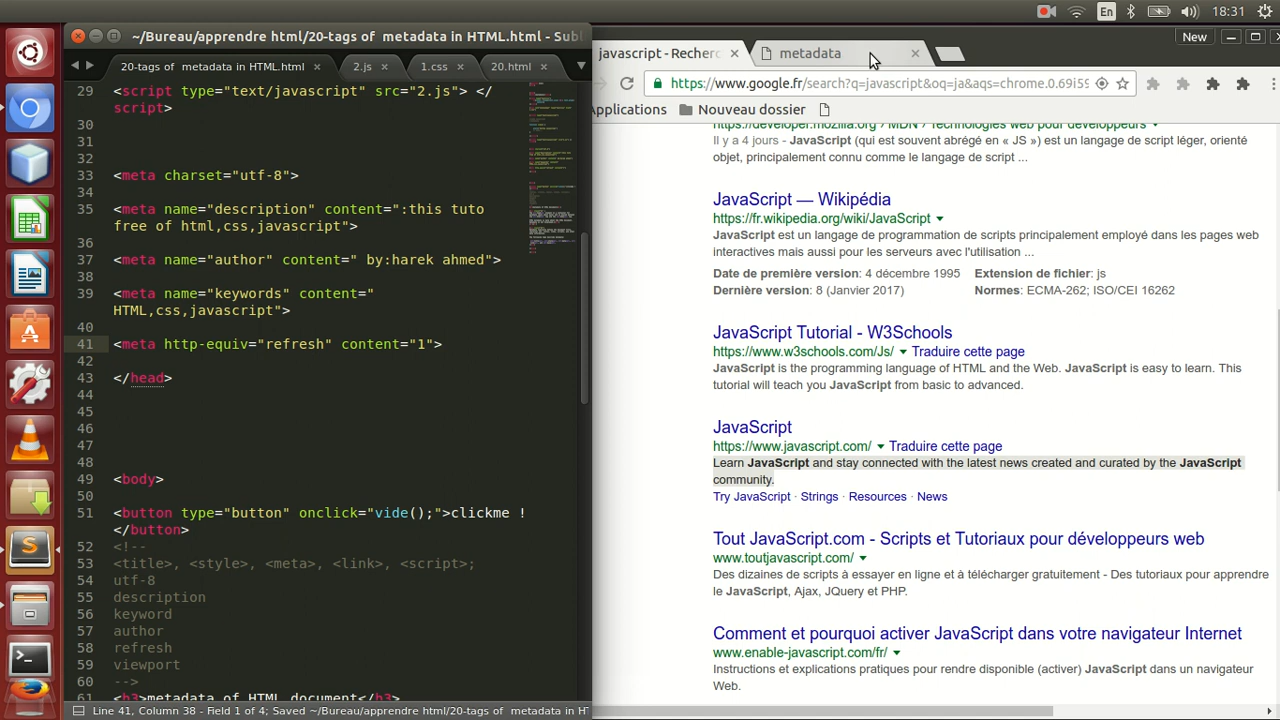 En
18:31
~/Bureau/apprendre html/20-tags of metadata in HTML.html - Subl
20-tags of metadata in HTML.html
2.js
1.css
20.html
29 <script type="text/javascript" src="2.js"> </
script>
30
31
32
33 <meta charset="utf-8">
34
35 <meta name="description" content=":this tuto
free of html,css,javascript">
36
37 <meta name="author" content=" by:harek ahmed">
38
39 <meta name="keywords" content="
HTML,css,javascript">
40
41 <meta http-equiv="refresh" content="1">
42
43 </head>
44
45
46
47
48
49 <body>
50
51 <button type="button" onclick="vide();">clickme !
</button>
52 <!--
53 <title>, <style>, <meta>, <link>, <script>;
54 utf-8
55 description
56 keyword
57 author
58 refresh
59 viewport
60 -->
61 <h3>metadata of HTML document</h3>
Line 41, Column 38 - Field 1 of 4; Saved ~/Bureau/apprendre html/20-tags of metadata in HT
New
javascript - Recherc
metadata
https://www.google.fr/search?q=javascript&oq=ja&aqs=chrome.0.69i59
Applications
Nouveau dossier
https://developer.mozilla.org › MDN › Technologies web pour développeurs
Il y a 4 jours - JavaScript (qui est souvent abrégé en « JS ») est un langage de script léger, orienté
objet, principalement connu comme le langage de script ...
JavaScript — Wikipédia
https://fr.wikipedia.org/wiki/JavaScript
JavaScript est un langage de programmation de scripts principalement employé dans les pages web
interactives mais aussi pour les serveurs avec l'utilisation ...
Date de première version: 4 décembre 1995 Extension de fichier: js
Dernière version: 8 (Janvier 2017) Normes: ECMA-262; ISO/CEI 16262
JavaScript Tutorial - W3Schools
https://www.w3schools.com/Js/ Traduire cette page
JavaScript is the programming language of HTML and the Web. JavaScript is easy to learn. This
tutorial will teach you JavaScript from basic to advanced.
JavaScript
https://www.javascript.com/ Traduire cette page
Learn JavaScript and stay connected with the latest news created and curated by the JavaScript
community.
Try JavaScript · Strings · Resources · News
Tout JavaScript.com - Scripts et Tutoriaux pour développeurs web
www.toutjavascript.com/
Des dizaines de scripts à essayer en ligne et à télécharger gratuitement - Des tutoriaux pour apprendre
le JavaScript, Ajax, JQuery et PHP.
Comment et pourquoi activer JavaScript dans votre navigateur Internet
www.enable-javascript.com/fr/
Instructions et explications pratiques pour rendre disponible (activer) JavaScript dans un navigateur
Web.